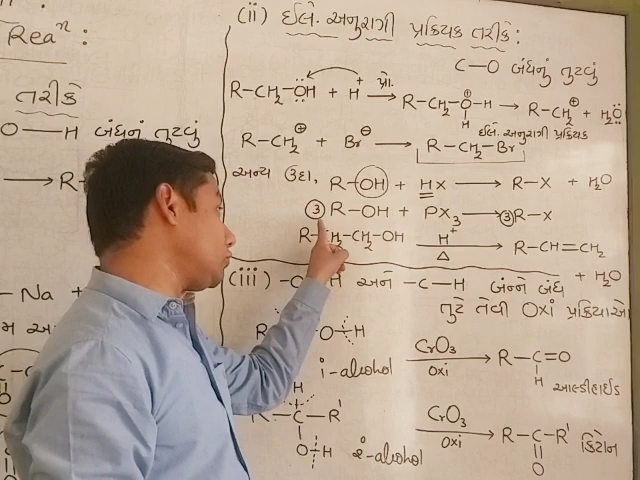 Reaⁿ :
તરીકે
O — H બંધનું તુટવું
⟶ R-
– Na +
(ii) ઈલે. અનુરાગી પ્રક્રિયક તરીકે :
C–O બંધનું તુટવું
R–CH₂–ÖH + H⁺ ⟶ પ્રો. R–CH₂–O⊕–H ⟶ R–CH₂⊕ + H₂Ö
H
ઈલે. અનુરાગી પ્રક્રિયક
R–CH₂⊕ + Br⊖ ⟶ R–CH₂–Br
અન્ય ઉદા, R–OH + HX ⟶ R–X + H₂O
③ R–OH + PX₃ ⟶ ③ R–X
R–CH₂–CH₂–OH H⁺ Δ ⟶ R–CH=CH₂ + H₂O
(iii) –O H અને –C–H બંન્ને બંધ
તુટે તેવી Oxi પ્રક્રિયાઓ
R O–H CrO₃ Oxi ⟶ R–C=O
H
1-alcohol
આલ્ડીહાઈડ
H
R–C–R' CrO₃ Oxi ⟶ R–C–R' કિટોન
O–H O
2-alcohol